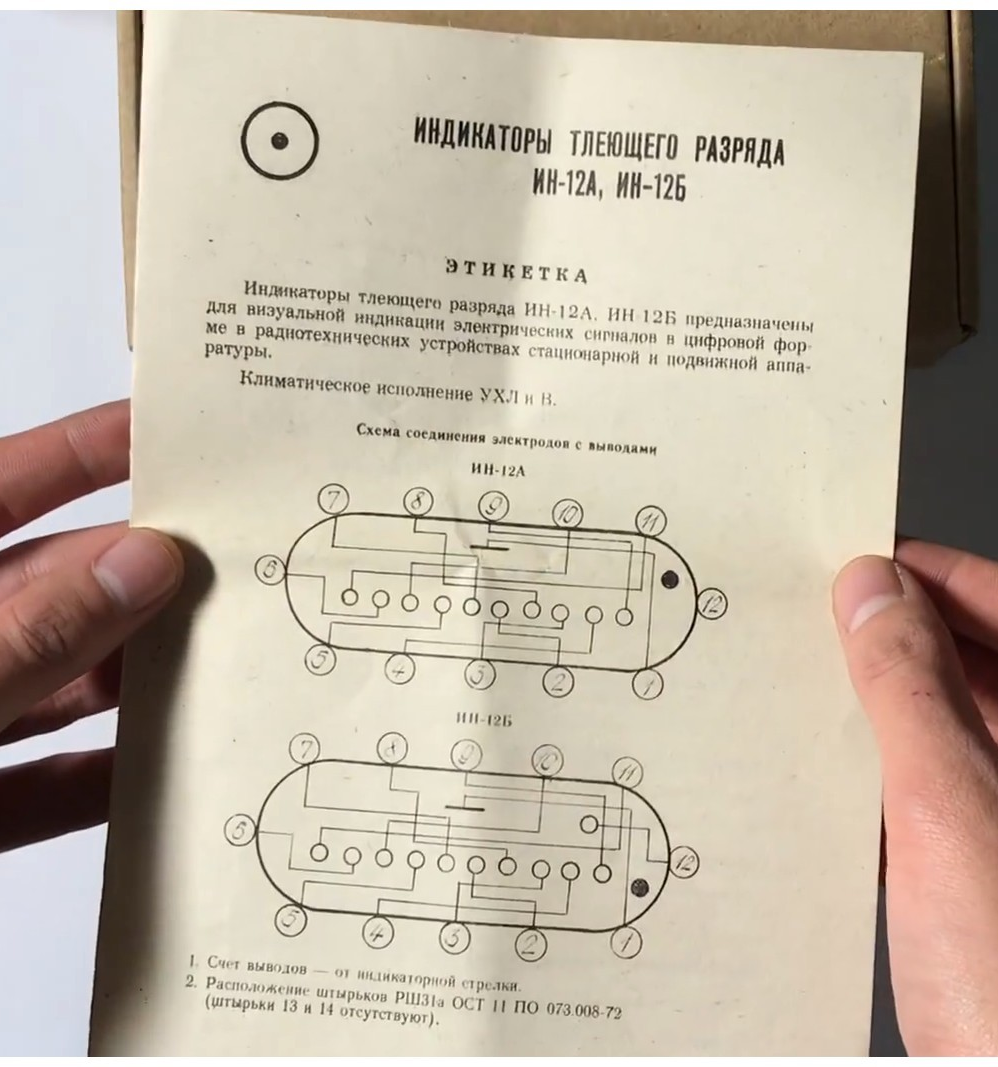 ИНДИКАТОРЫ ТЛЕЮЩЕГО РАЗРЯДА
ИН-12А, ИН-12Б
ЭТИКЕТКА
Индикаторы тлеющего разряда ИН-12А, ИН-12Б предназначены
для визуальной индикации электрических сигналов в цифровой фор-
ме в радиотехнических устройствах стационарной и подвижной аппа-
ратуры.
Климатическое исполнение УХЛ и В.
Схема соединения электродов с выводами
ИН-12А
7 8 9 10 11
6 12
5 4 3 2 1
ИН-12Б
7 8 9 10 11
6 12
5 4 3 2 1
1. Счет выводов — от индикаторной стрелки.
2. Расположение штырьков РШ31а ОСТ 11 ПО 073.008-72
(штырьки 13 и 14 отсутствуют).